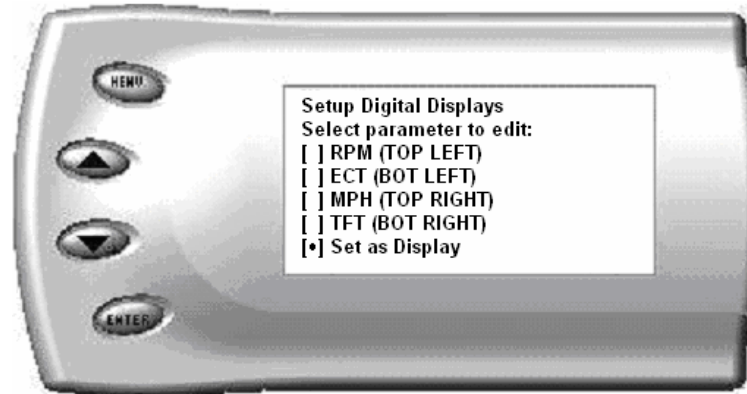 MENU
Setup Digital Displays
Select parameter to edit:
[ ] RPM (TOP LEFT)
[ ] ECT (BOT LEFT)
[ ] MPH (TOP RIGHT)
[ ] TFT (BOT RIGHT)
[•] Set as Display
ENTER